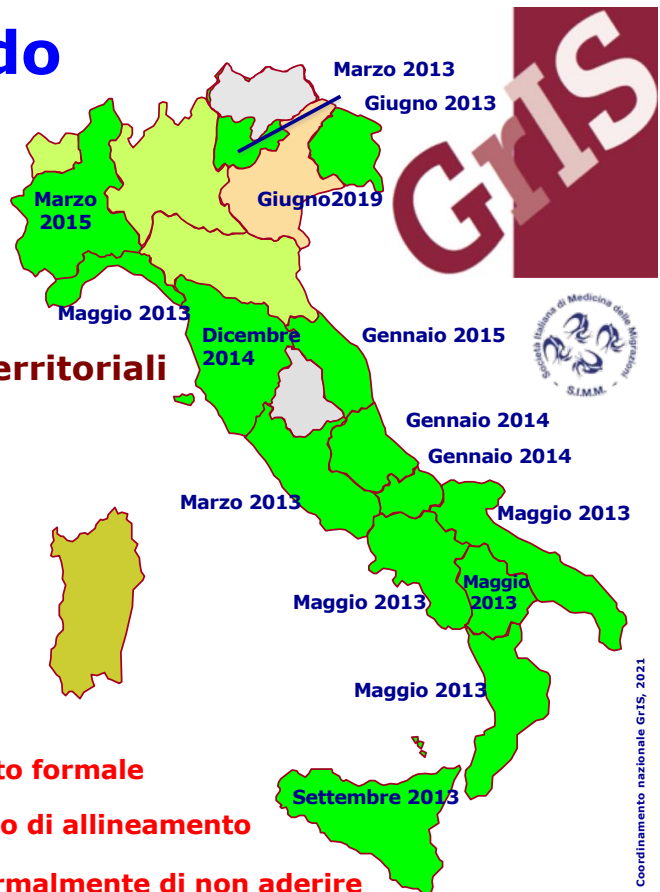 do
Marzo 2013
Giugno 2013
GrIS
Marzo
2015
Giugno2019
Maggio 2013
Dicembre
2014
Gennaio 2015
Società Italiana di Medicina delle Migrazioni
- S.I.M.M. -
erritoriali
Gennaio 2014
Gennaio 2014
Marzo 2013
Maggio 2013
Maggio
2013
Maggio 2013
Maggio 2013
Settembre 2013
to formale
o di allineamento
rmalmente di non aderire
Coordinamento nazionale GrIS, 2021